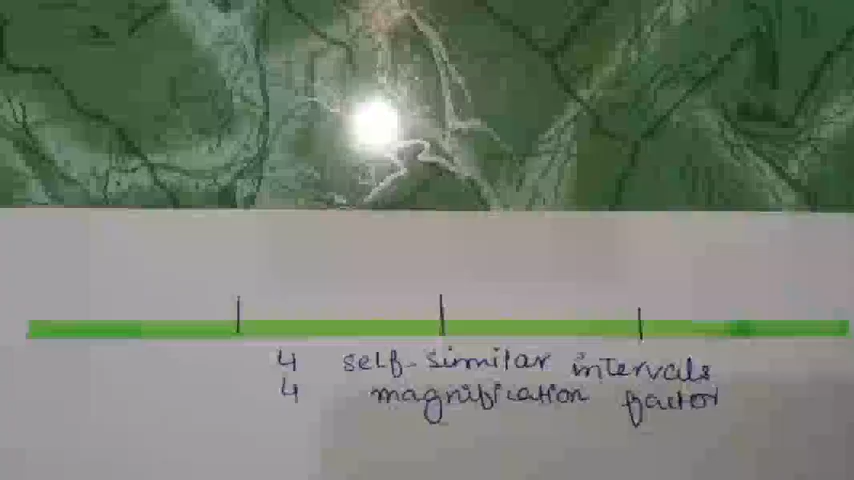 4 self-similar intervals
4 magnification factor